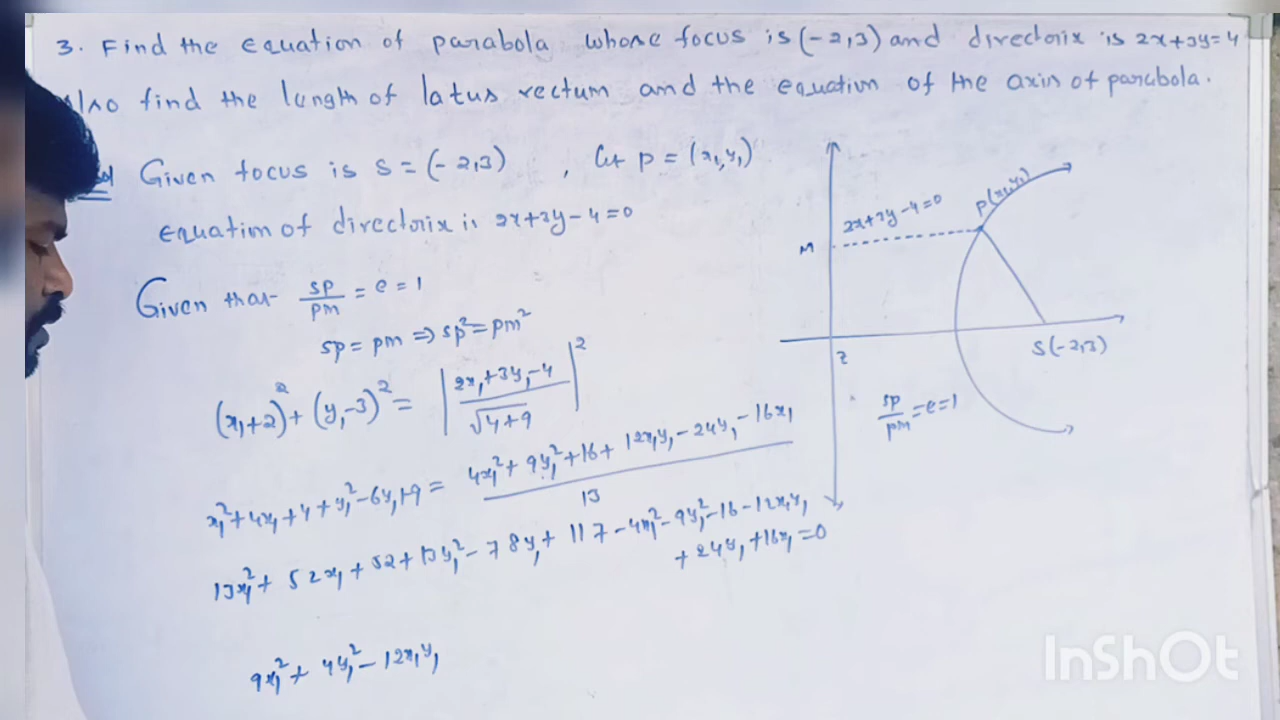 3. Find the equation of parabola whose focus is (-2,3) and directorix is 2x+3y=4
Also find the length of latus rectum and the equation of the axis of parabola.
Sol Given focus is S = (-2,3) , let P = (x₁,y₁)
equation of directorix is 2x+3y-4=0
Given that SP/PM = e = 1
SP = PM ⇒ SP² = PM²
(x₁+2)² + (y₁-3)² = |(2x₁+3y₁-4)/√(4+9)|²
x₁²+4x₁+4+y₁²-6y₁+9 = (4x₁²+9y₁²+16+12x₁y₁-24y₁-16x₁)/13
13x₁²+52x₁+52+13y₁²-78y₁+117-4x₁²-9y₁²-16-12x₁y₁
+24y₁+16x₁=0
9x₁²+4y₁²-12x₁y₁
2x+3y-4=0
P(x₁,y₁)
M
Z
S(-2,3)
SP/PM = e = 1
InShOt